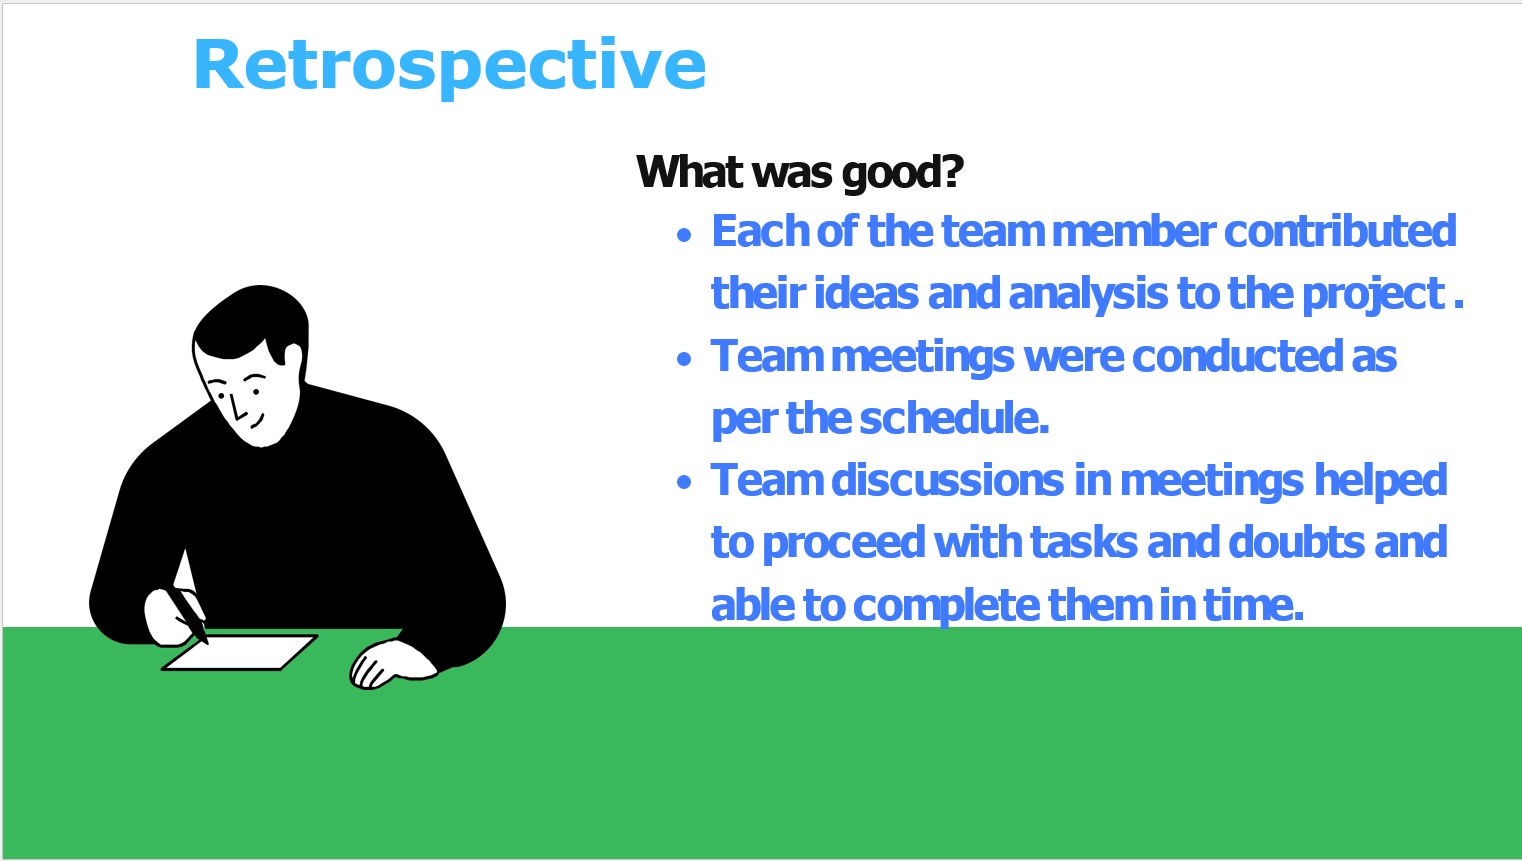 Retrospective
What was good?
• Each of the team member contributed
their ideas and analysis to the project .
• Team meetings were conducted as
per the schedule.
• Team discussions in meetings helped
to proceed with tasks and doubts and
able to complete them in time.